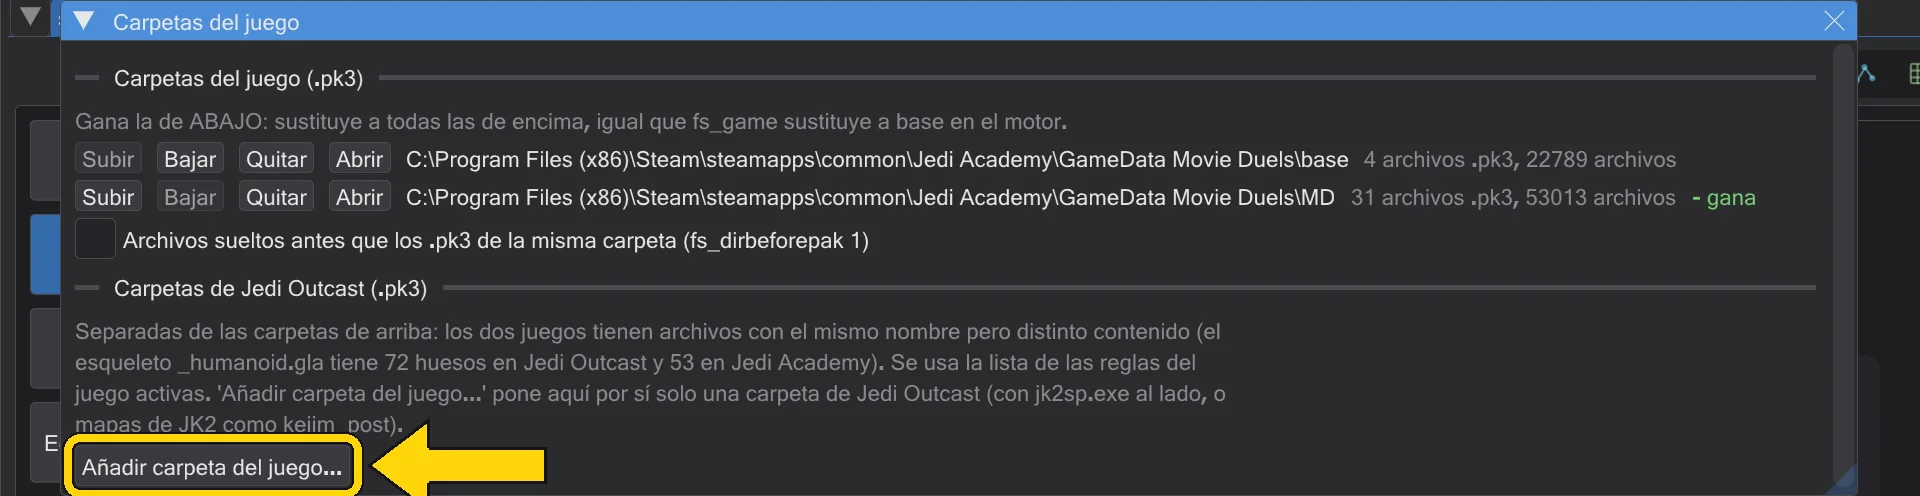 Carpetas del juego
Carpetas del juego (.pk3)
Gana la de ABAJO: sustituye a todas las de encima, igual que fs_game sustituye a base en el motor.
Subir Bajar Quitar Abrir C:\Program Files (x86)\Steam\steamapps\common\Jedi Academy\GameData Movie Duels\base 4 archivos .pk3, 22789 archivos
Subir Bajar Quitar Abrir C:\Program Files (x86)\Steam\steamapps\common\Jedi Academy\GameData Movie Duels\MD 31 archivos .pk3, 53013 archivos - gana
Archivos sueltos antes que los .pk3 de la misma carpeta (fs_dirbeforepak 1)
Carpetas de Jedi Outcast (.pk3)
Separadas de las carpetas de arriba: los dos juegos tienen archivos con el mismo nombre pero distinto contenido (el
esqueleto _humanoid.gla tiene 72 huesos en Jedi Outcast y 53 en Jedi Academy). Se usa la lista de las reglas del
juego activas. 'Añadir carpeta del juego...' pone aquí por sí solo una carpeta de Jedi Outcast (con jk2sp.exe al lado, o
mapas de JK2 como kejim_post).
Añadir carpeta del juego...